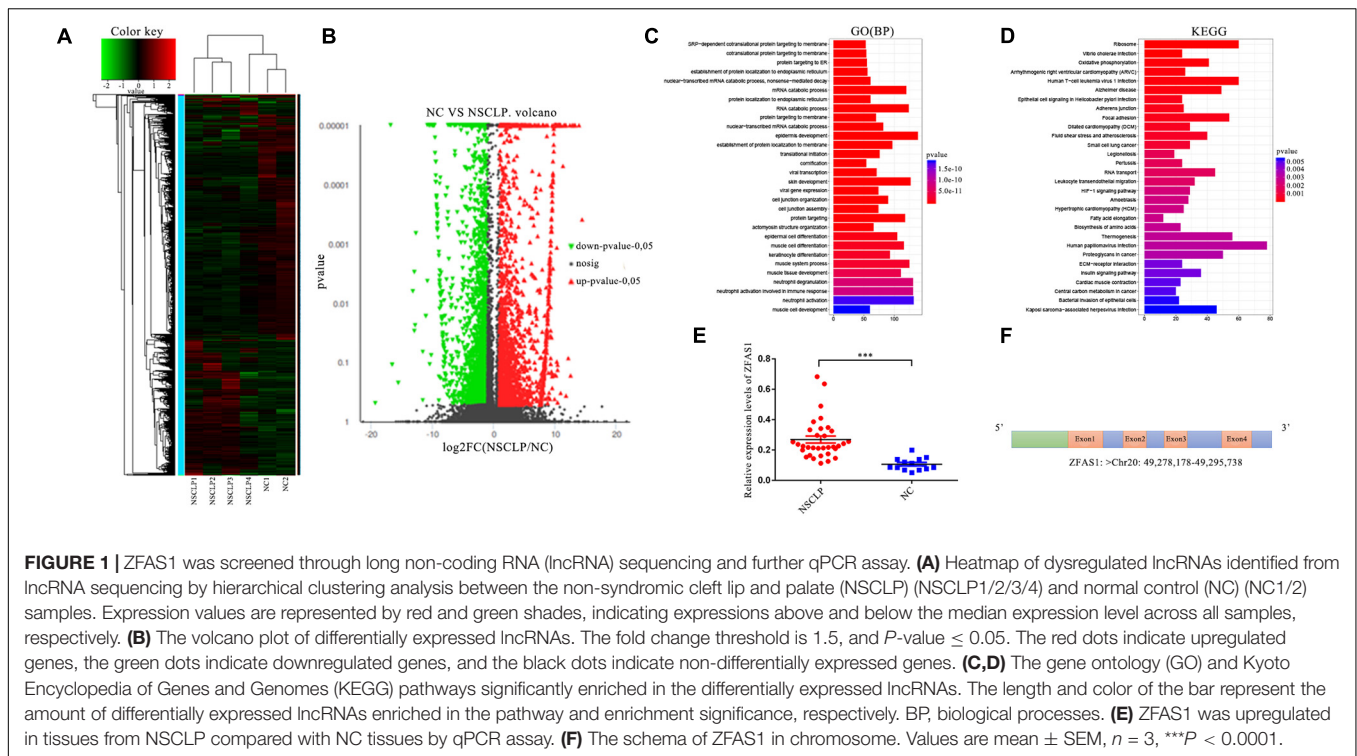 A
Color key
-2 -1 0 1 2
value
NSCLP1
NSCLP2
NSCLP3
NSCLP4
NC1
NC2
B
NC VS NSCLP. volcano
0.00001
0.0001
0.001
0.01
0.1
1
pvalue
-20
-10
0
10
20
log2FC(NSCLP/NC)
down-pvalue-0,05
nosig
up-pvalue-0,05
C
GO(BP)
SRP-dependent cotranslational protein targeting to membrane
cotranslational protein targeting to membrane
protein targeting to ER
establishment of protein localization to endoplasmic reticulum
nuclear-transcribed mRNA catabolic process, nonsense-mediated decay
mRNA catabolic process
protein localization to endoplasmic reticulum
RNA catabolic process
protein targeting to membrane
nuclear-transcribed mRNA catabolic process
epidermis development
establishment of protein localization to membrane
translational initiation
cornification
viral transcription
skin development
viral gene expression
cell junction organization
cell junction assembly
protein targeting
actomyosin structure organization
epidermal cell differentiation
muscle cell differentiation
keratinocyte differentiation
muscle system process
muscle tissue development
neutrophil degranulation
neutrophil activation involved in immune response
neutrophil activation
muscle cell development
0
50
100
pvalue
1.5e-10
1.0e-10
5.0e-11
D
KEGG
Ribosome
Vibrio cholerae infection
Oxidative phosphorylation
Arrhythmogenic right ventricular cardiomyopathy (ARVC)
Human T-cell leukemia virus 1 infection
Alzheimer disease
Epithelial cell signaling in Helicobacter pylori infection
Adherens junction
Focal adhesion
Dilated cardiomyopathy (DCM)
Fluid shear stress and atherosclerosis
Small cell lung cancer
Legionellosis
Pertussis
RNA transport
Leukocyte transendothelial migration
HIF-1 signaling pathway
Amoebiasis
Hypertrophic cardiomyopathy (HCM)
Fatty acid elongation
Biosynthesis of amino acids
Thermogenesis
Human papillomavirus infection
Proteoglycans in cancer
ECM-receptor interaction
Insulin signaling pathway
Cardiac muscle contraction
Central carbon metabolism in cancer
Bacterial invasion of epithelial cells
Kaposi sarcoma-associated herpesvirus infection
0
20
40
60
80
pvalue
0.005
0.004
0.003
0.002
0.001
E
Relative expression levels of ZFAS1
0.8
0.6
0.4
0.2
0.0
***
NSCLP
NC
F
5'
3'
Exon1
Exon2
Exon3
Exon4
ZFAS1: >Chr20: 49,278,178-49,295,738
FIGURE 1 | ZFAS1 was screened through long non-coding RNA (lncRNA) sequencing and further qPCR assay. (A) Heatmap of dysregulated lncRNAs identified from
lncRNA sequencing by hierarchical clustering analysis between the non-syndromic cleft lip and palate (NSCLP) (NSCLP1/2/3/4) and normal control (NC) (NC1/2)
samples. Expression values are represented by red and green shades, indicating expressions above and below the median expression level across all samples,
respectively. (B) The volcano plot of differentially expressed lncRNAs. The fold change threshold is 1.5, and P-value ≤ 0.05. The red dots indicate upregulated
genes, the green dots indicate downregulated genes, and the black dots indicate non-differentially expressed genes. (C,D) The gene ontology (GO) and Kyoto
Encyclopedia of Genes and Genomes (KEGG) pathways significantly enriched in the differentially expressed lncRNAs. The length and color of the bar represent the
amount of differentially expressed lncRNAs enriched in the pathway and enrichment significance, respectively. BP, biological processes. (E) ZFAS1 was upregulated
in tissues from NSCLP compared with NC tissues by qPCR assay. (F) The schema of ZFAS1 in chromosome. Values are mean ± SEM, n = 3, ***P < 0.0001.